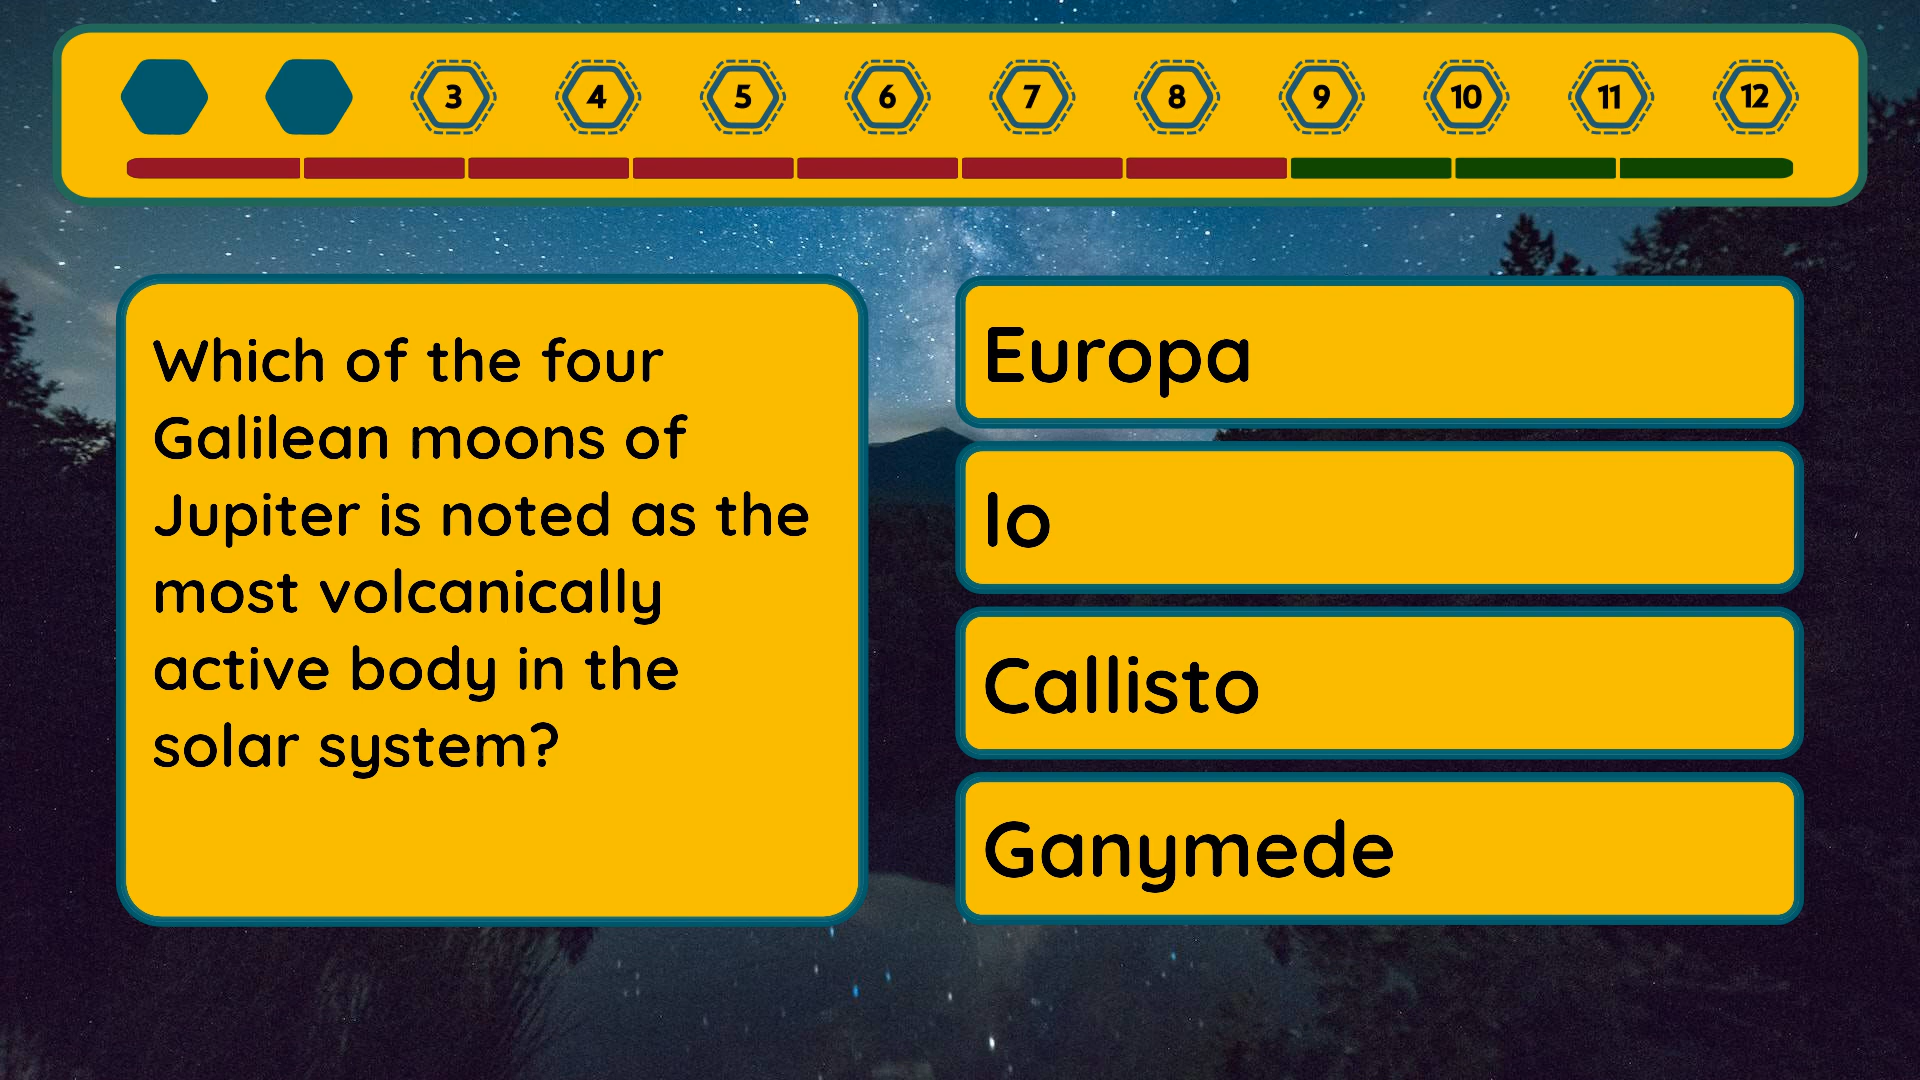 3 4 5 6 7 8 9 10 11 12
Which of the four
Galilean moons of
Jupiter is noted as the
most volcanically
active body in the
solar system?
Europa
Io
Callisto
Ganymede